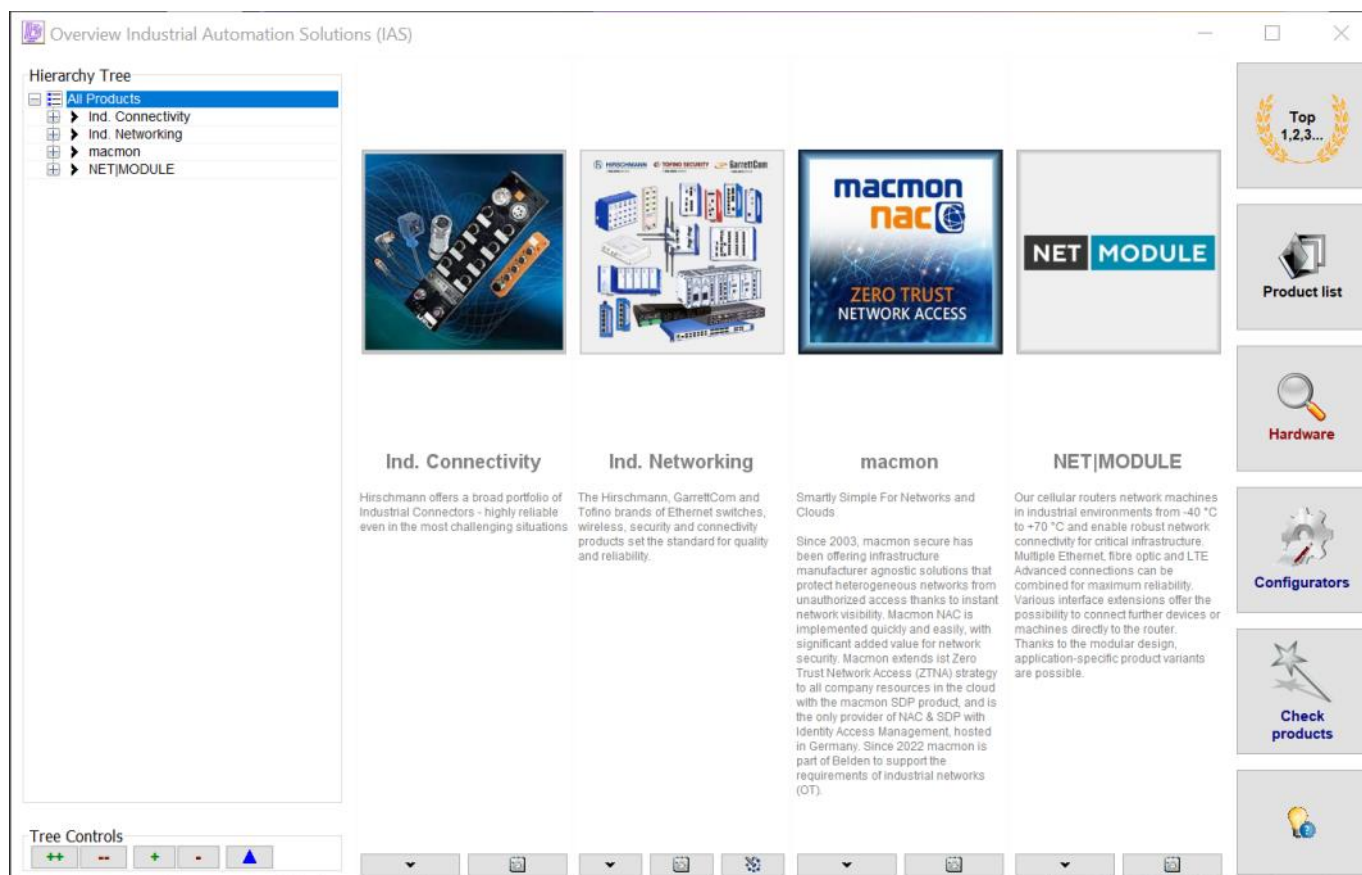 Overview Industrial Automation Solutions (IAS)
Hierarchy Tree
All Products
Ind. Connectivity
Ind. Networking
macmon
NET|MODULE
Tree Controls
++ -- + -
HIRSCHMANN TOFINO SECURITY GarrettCom
macmon
nac
ZERO TRUST
NETWORK ACCESS
NET MODULE
Ind. Connectivity
Hirschmann offers a broad portfolio of
Industrial Connectors - highly reliable
even in the most challenging situations
Ind. Networking
The Hirschmann, GarrettCom and
Tofino brands of Ethernet switches,
wireless, security and connectivity
products set the standard for quality
and reliability.
macmon
Smartly Simple For Networks and
Clouds
Since 2003, macmon secure has
been offering infrastructure
manufacturer agnostic solutions that
protect heterogeneous networks from
unauthorized access thanks to instant
network visibility. Macmon NAC is
implemented quickly and easily, with
significant added value for network
security. Macmon extends ist Zero
Trust Network Access (ZTNA) strategy
to all company resources in the cloud
with the macmon SDP product, and is
the only provider of NAC & SDP with
Identity Access Management, hosted
in Germany. Since 2022 macmon is
part of Belden to support the
requirements of industrial networks
(OT).
NET|MODULE
Our cellular routers network machines
in industrial environments from -40 °C
to +70 °C and enable robust network
connectivity for critical infrastructure.
Multiple Ethernet, fibre optic and LTE
Advanced connections can be
combined for maximum reliability.
Various interface extensions offer the
possibility to connect further devices or
machines directly to the router.
Thanks to the modular design,
application-specific product variants
are possible.
Top
1,2,3...
Product list
Hardware
Configurators
Check
products